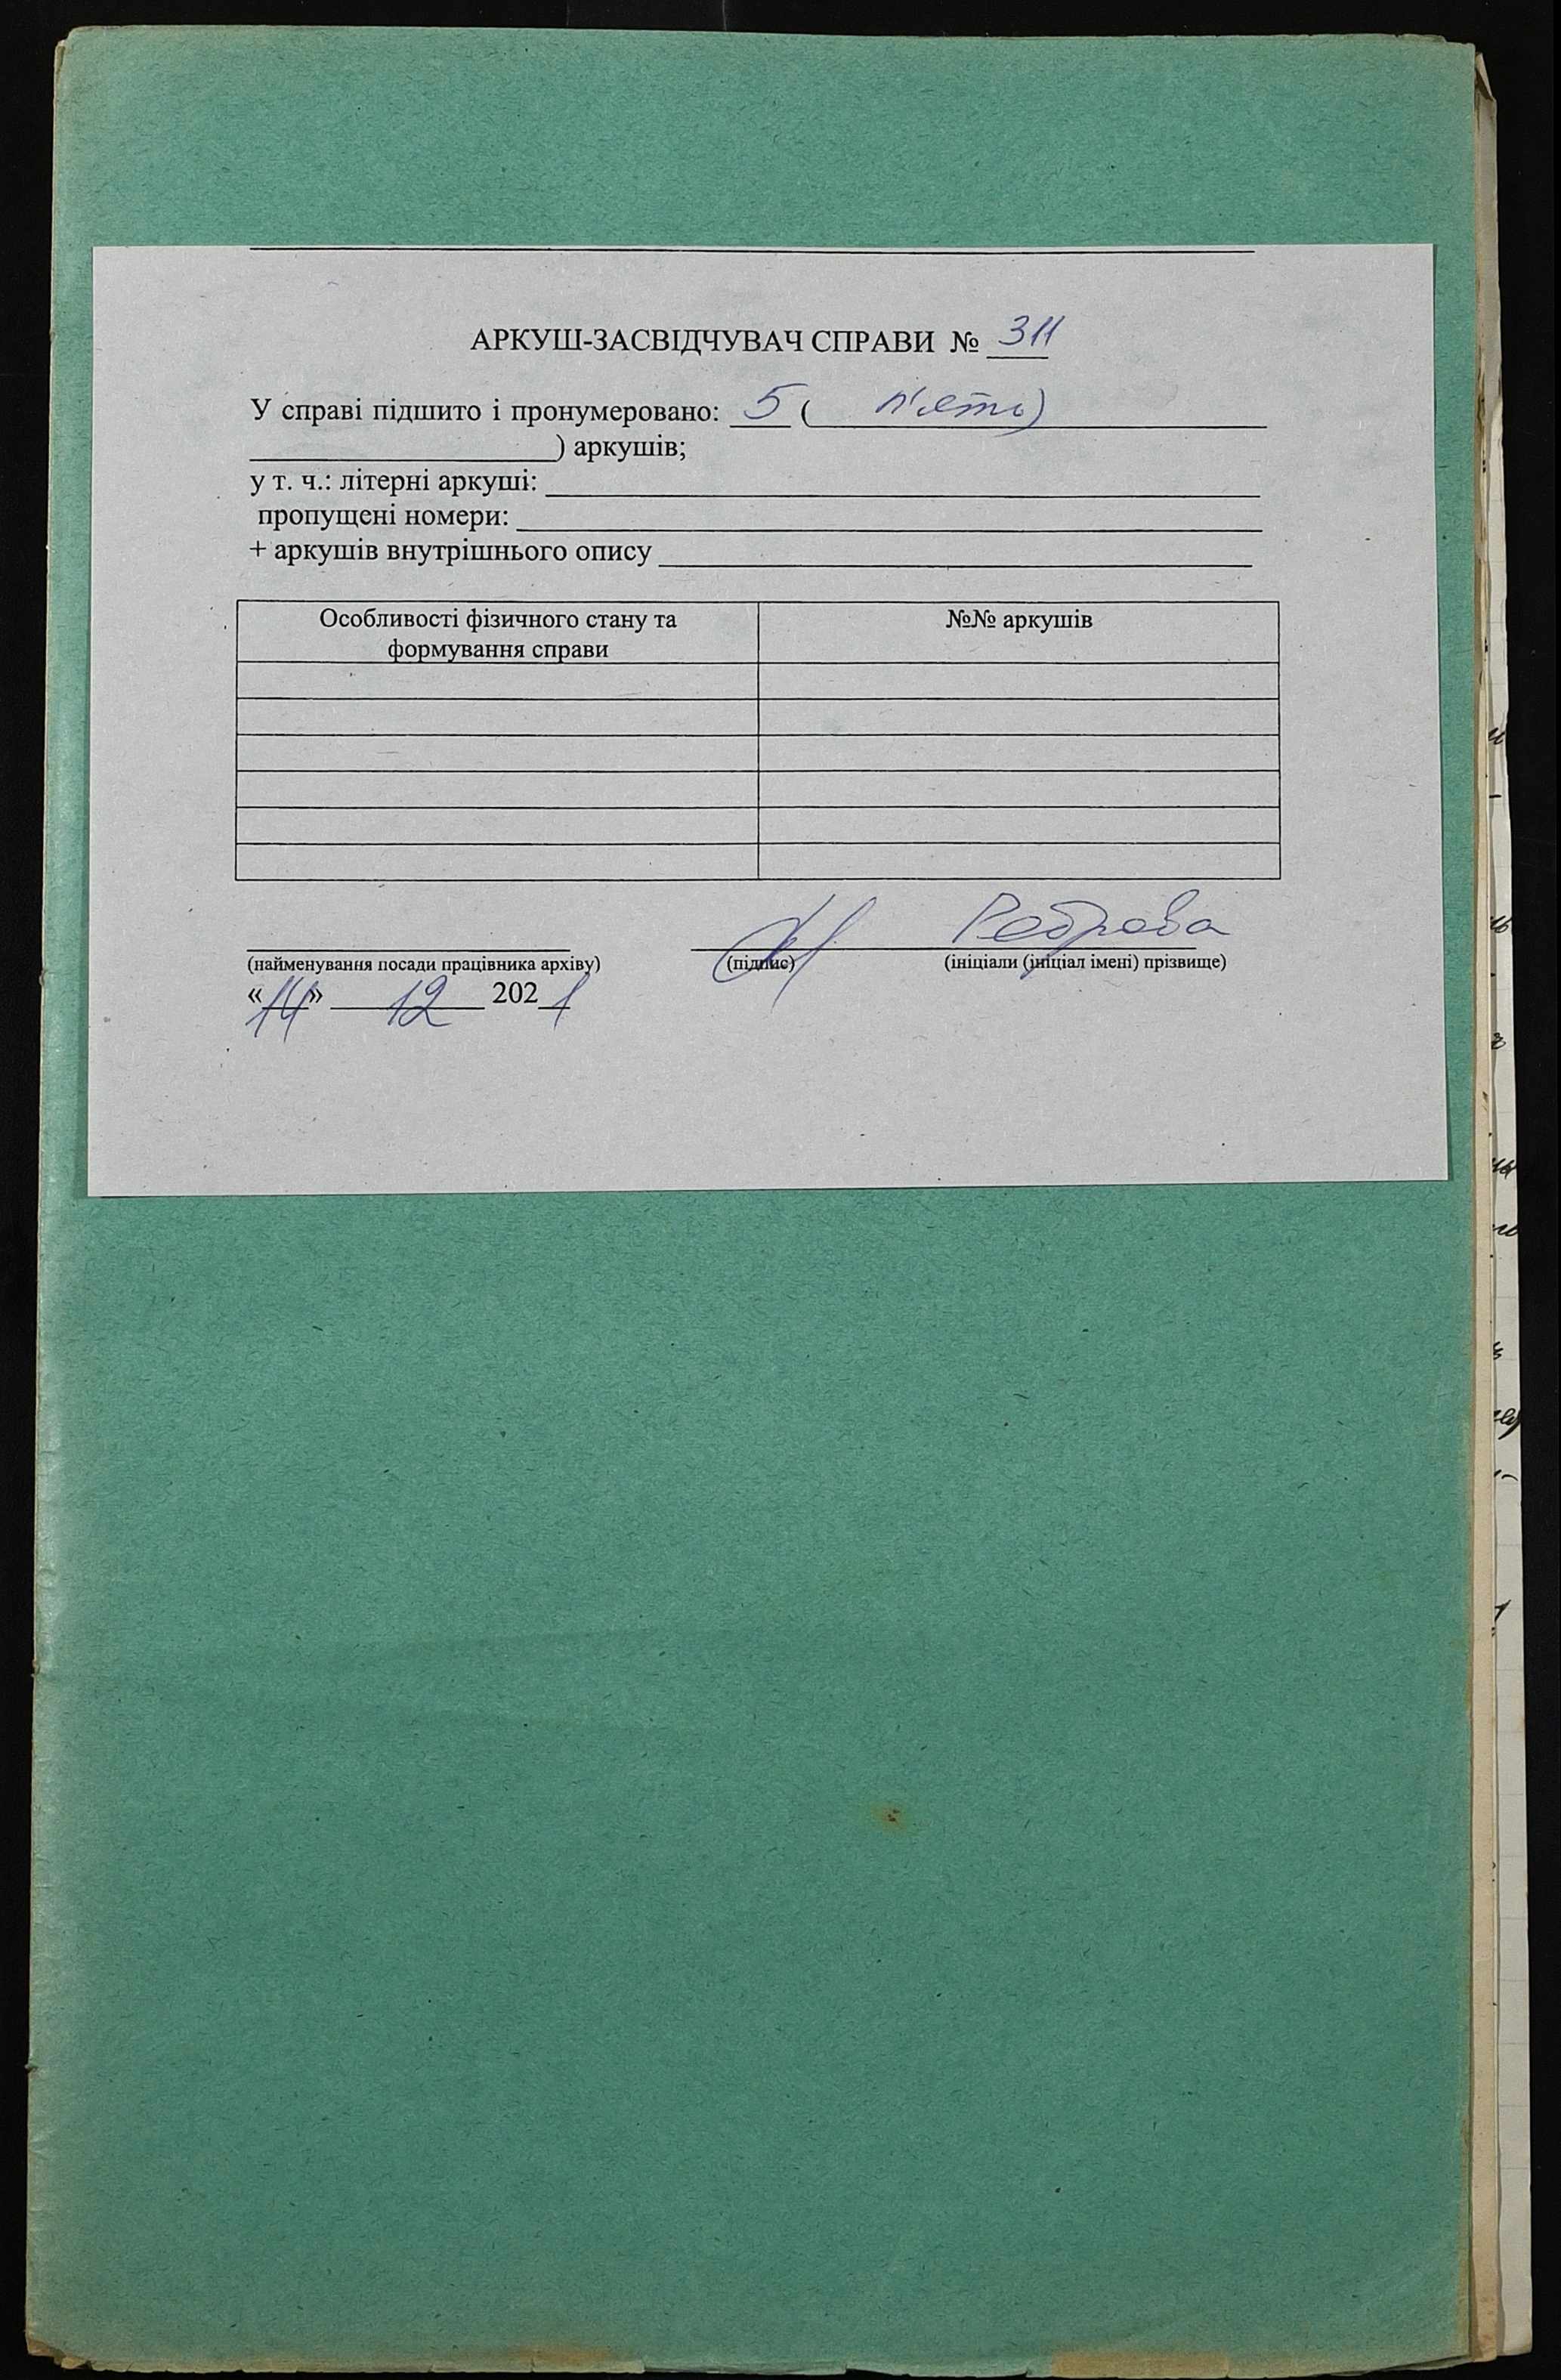 АРКУШ-ЗАСВІДЧУВАЧ СПРАВИ № 311
У справі підшито і пронумеровано: 5 ( п'ять)
) аркушів;
у т. ч.: літерні аркуші:
пропущені номери:
+ аркушів внутрішнього опису
Особливості фізичного стану та
формування справи
№№ аркушів
Реброва
(найменування посади працівника архіву) (підпис) (ініціали (ініціал імені) прізвище)
«14» 12 2021